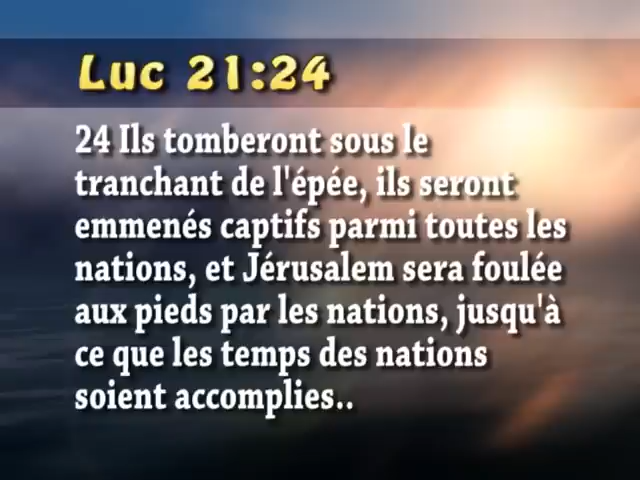 Luc 21:24
24 Ils tomberont sous le
tranchant de l'épée, ils seront
emmenés captifs parmi toutes les
nations, et Jérusalem sera foulée
aux pieds par les nations, jusqu'à
ce que les temps des nations
soient accomplies..